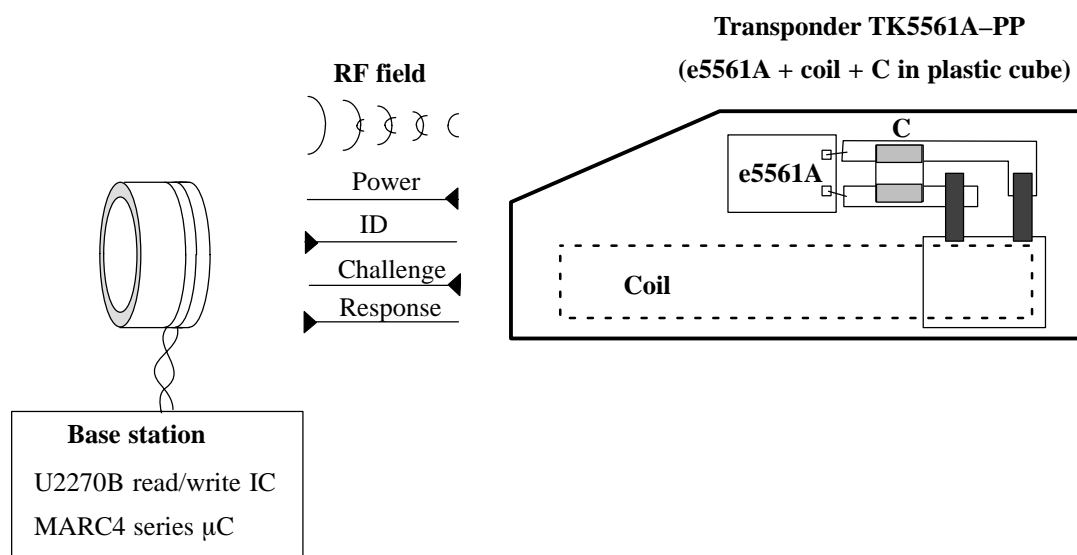 Transponder TK5561A–PP
(e5561A + coil + C in plastic cube)
RF field
C
e5561A
Power
ID
Challenge
Response
Coil
Base station
U2270B read/write IC
MARC4 series µC